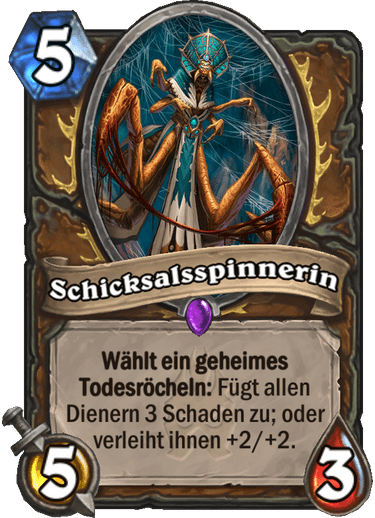 5
Schicksalsspinnerin
Wählt ein geheimes
Todesröcheln: Fügt allen
Dienern 3 Schaden zu; oder
verleiht ihnen +2/+2.
5
3